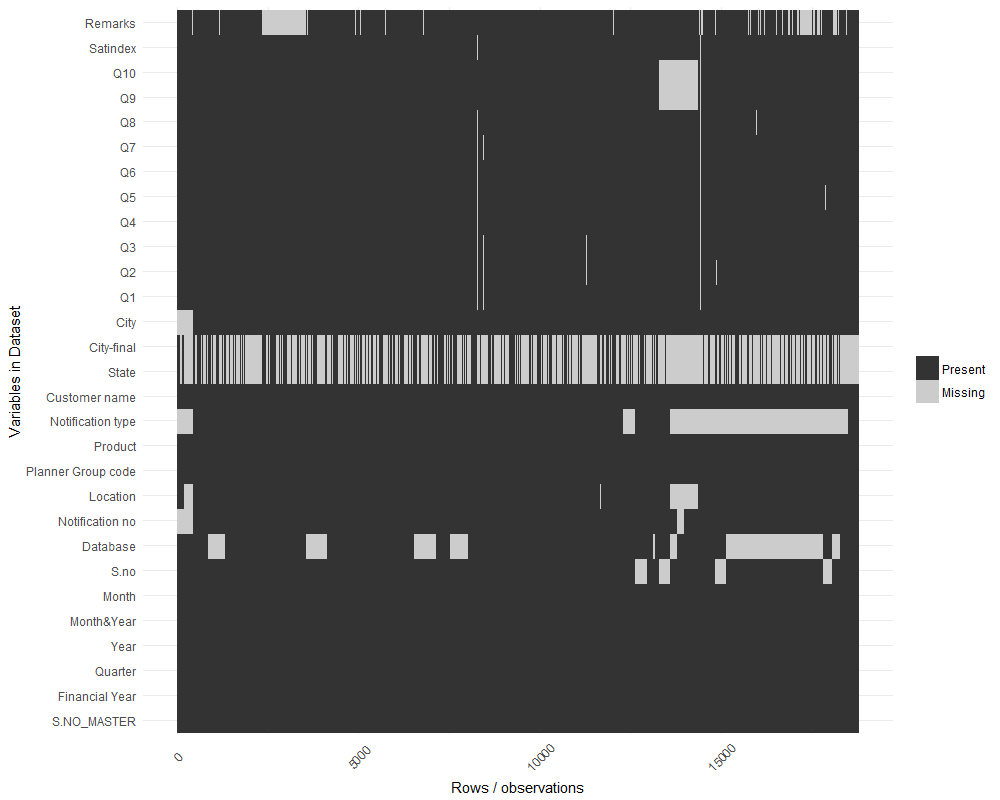 Remarks
Satindex
Q10
Q9
Q8
Q7
Q6
Q5
Q4
Q3
Q2
Q1
City
City-final
State
Customer name
Notification type
Product
Planner Group code
Location
Notification no
Database
S.no
Month
Month&Year
Year
Quarter
Financial Year
S.NO_MASTER
Variables in Dataset
0
5000
10000
15000
Rows / observations
Present
Missing